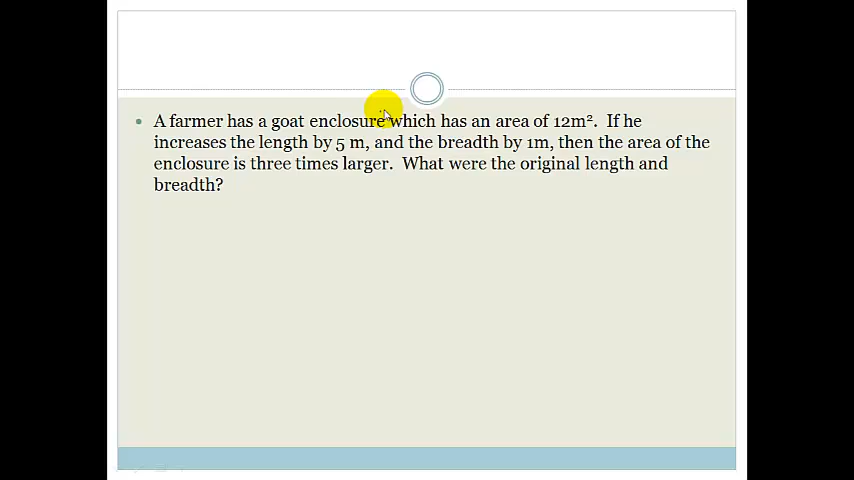 A farmer has a goat enclosure which has an area of 12m². If he
increases the length by 5 m, and the breadth by 1m, then the area of the
enclosure is three times larger. What were the original length and
breadth?